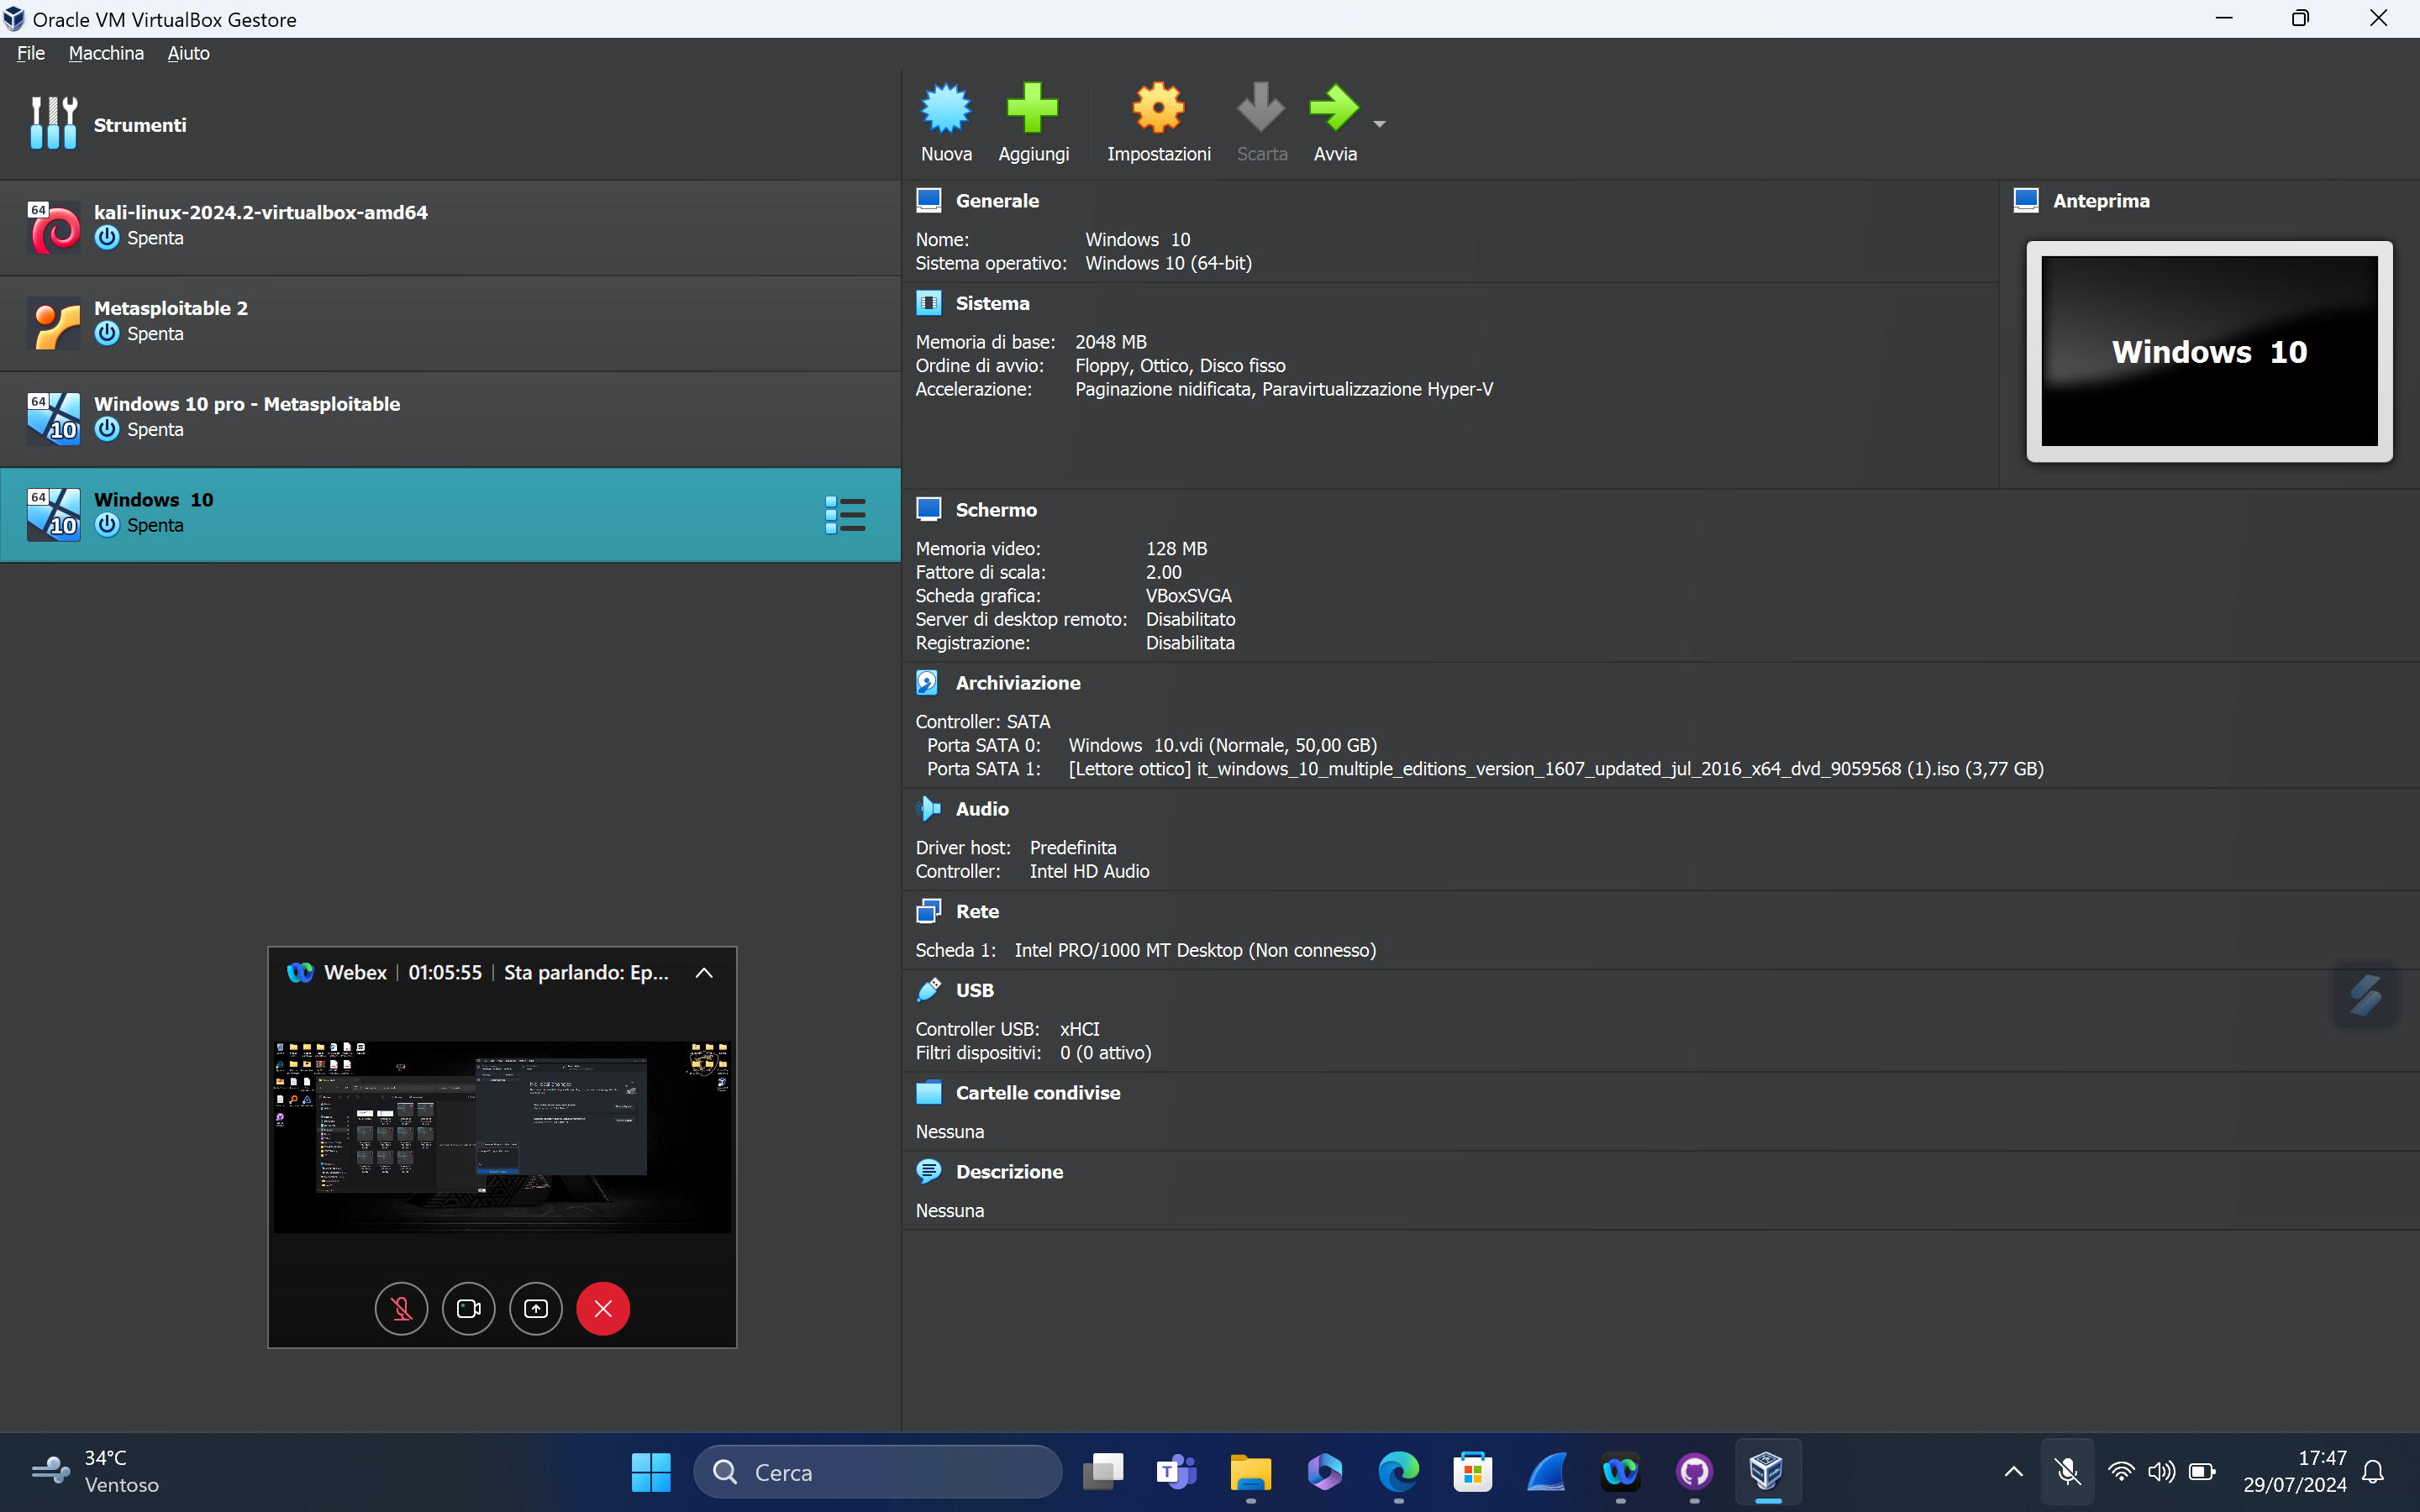 Oracle VM VirtualBox Gestore
File Macchina Aiuto
Strumenti
Nuova Aggiungi Impostazioni Scarta Avvia
64
kali-linux-2024.2-virtualbox-amd64
Spenta
Metasploitable 2
Spenta
64
10
Windows 10 pro - Metasploitable
Spenta
64
10
Windows 10
Spenta
Generale
Nome: Windows 10
Sistema operativo: Windows 10 (64-bit)
Anteprima
Windows 10
Sistema
Memoria di base: 2048 MB
Ordine di avvio: Floppy, Ottico, Disco fisso
Accelerazione: Paginazione nidificata, Paravirtualizzazione Hyper-V
Schermo
Memoria video: 128 MB
Fattore di scala: 2.00
Scheda grafica: VBoxSVGA
Server di desktop remoto: Disabilitato
Registrazione: Disabilitata
Archiviazione
Controller: SATA
Porta SATA 0: Windows 10.vdi (Normale, 50,00 GB)
Porta SATA 1: [Lettore ottico] it_windows_10_multiple_editions_version_1607_updated_jul_2016_x64_dvd_9059568 (1).iso (3,77 GB)
Audio
Driver host: Predefinita
Controller: Intel HD Audio
Rete
Scheda 1: Intel PRO/1000 MT Desktop (Non connesso)
USB
Controller USB: xHCI
Filtri dispositivi: 0 (0 attivo)
Cartelle condivise
Nessuna
Descrizione
Nessuna
Webex | 01:05:55 | Sta parlando: Ep...
No local changes
34°C
Ventoso
Cerca
17:47
29/07/2024